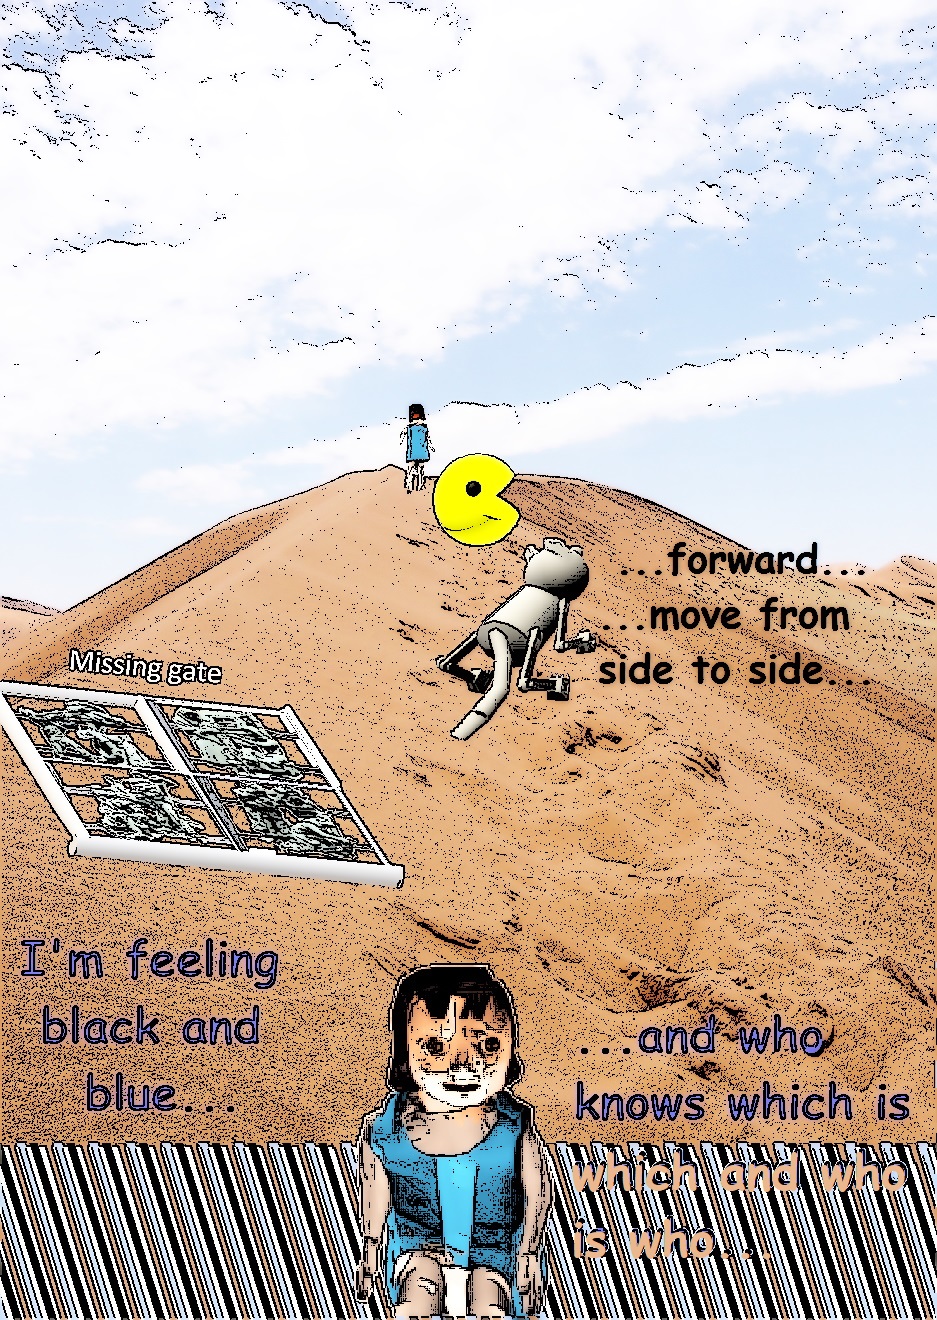 ...forward...
...move from
side to side...
Missing gate
I'm feeling
black and
blue...
...and who
knows which is
which and who
is who...